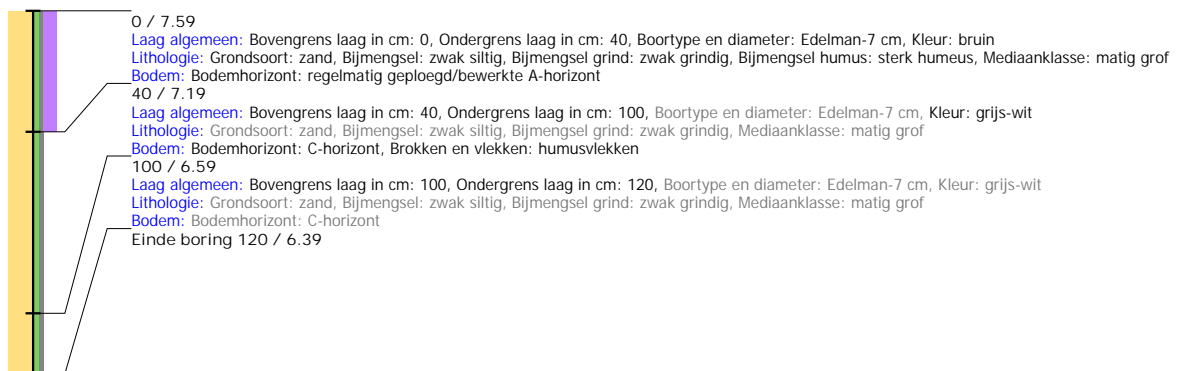 0 / 7.59
Laag algemeen: Bovengrens laag in cm: 0, Ondergrens laag in cm: 40, Boortype en diameter: Edelman-7 cm, Kleur: bruin
Lithologie: Grondsoort: zand, Bijmengsel: zwak siltig, Bijmengsel grind: zwak grindig, Bijmengsel humus: sterk humeus, Mediaanklasse: matig grof
Bodem: Bodemhorizont: regelmatig geploegd/bewerkte A-horizont
40 / 7.19
Laag algemeen: Bovengrens laag in cm: 40, Ondergrens laag in cm: 100, Boortype en diameter: Edelman-7 cm, Kleur: grijs-wit
Lithologie: Grondsoort: zand, Bijmengsel: zwak siltig, Bijmengsel grind: zwak grindig, Mediaanklasse: matig grof
Bodem: Bodemhorizont: C-horizont, Brokken en vlekken: humusvlekken
100 / 6.59
Laag algemeen: Bovengrens laag in cm: 100, Ondergrens laag in cm: 120, Boortype en diameter: Edelman-7 cm, Kleur: grijs-wit
Lithologie: Grondsoort: zand, Bijmengsel: zwak siltig, Bijmengsel grind: zwak grindig, Mediaanklasse: matig grof
Bodem: Bodemhorizont: C-horizont
Einde boring 120 / 6.39